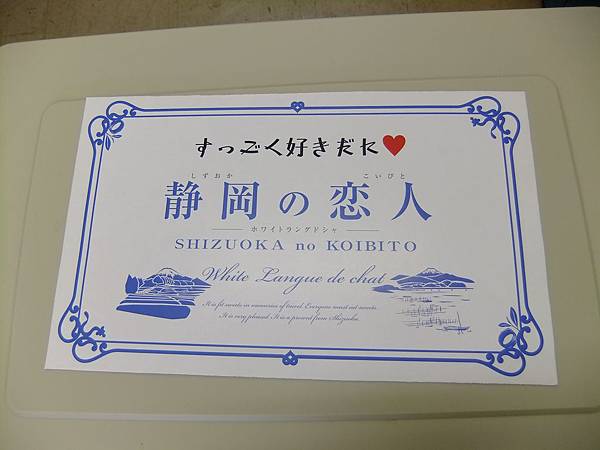 すっごく好きだに♥
しずおか こいびと
静岡の恋人
ホワイトラングドシャ
SHIZUOKA no KOIBITO
White Langue de chat
It is fit sweets in memories of travel. Everyone must eat sweets.
It is very pleased. It is a present from Shizuoka.